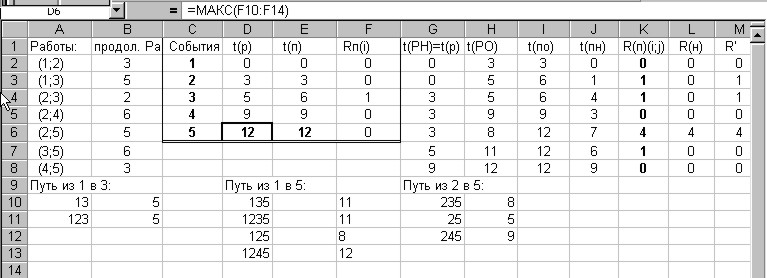 D6 = =МАКС(F10:F14)
A B C D E F G H I J K L M
1 Работы: продол. Ра События t(р) t(п) Rп(i) t(РН)=t(р) t(РО) t(по) t(пн) R(п)(i;j) R(н) R'
2 (1;2) 3 1 0 0 0 0 3 3 0 0 0 0
3 (1;3) 5 2 3 3 0 0 5 6 1 1 0 1
4 (2;3) 2 3 5 6 1 3 5 6 4 1 0 1
5 (2;4) 6 4 9 9 0 3 9 9 3 0 0 0
6 (2;5) 5 5 12 12 0 3 8 12 7 4 4 4
7 (3;5) 6 5 11 12 6 1 0 0
8 (4;5) 3 9 12 12 9 0 0 0
9 Путь из 1 в 3: Путь из 1 в 5: Путь из 2 в 5:
10 13 5 135 11 235 8
11 123 5 1235 11 25 5
12 125 8 245 9
13 1245 12
14